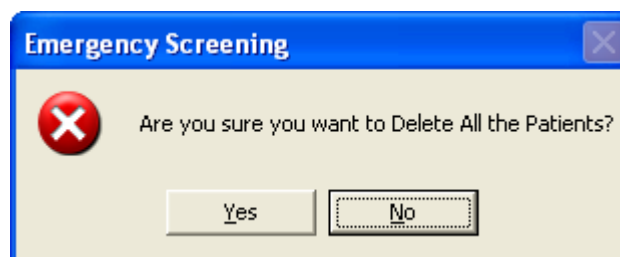 Emergency Screening
Are you sure you want to Delete All the Patients?
Yes
No